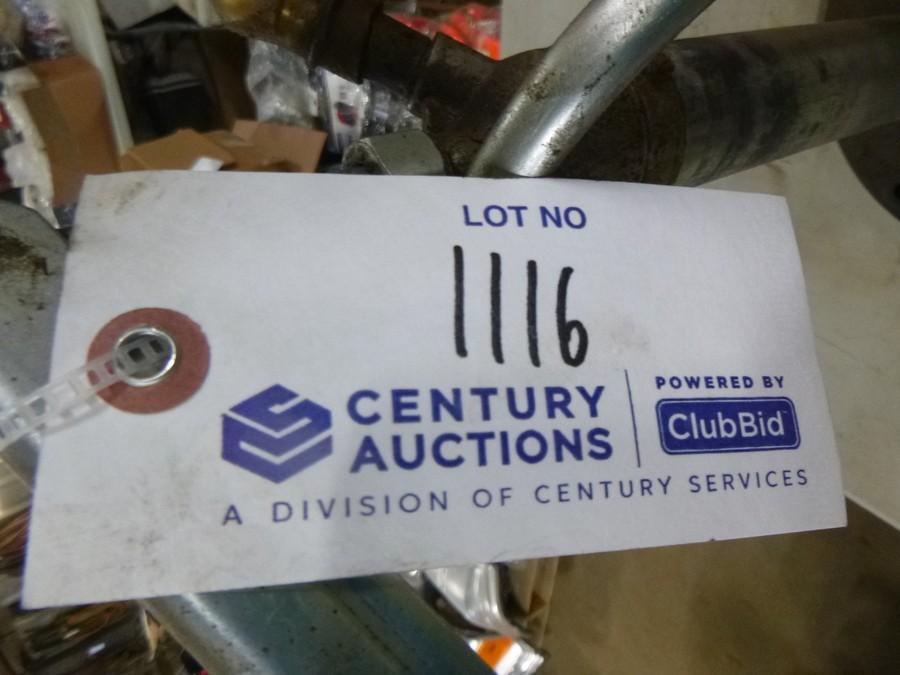 LOT NO
1116
CENTURY
AUCTIONS
POWERED BY
ClubBid
A DIVISION OF CENTURY SERVICES